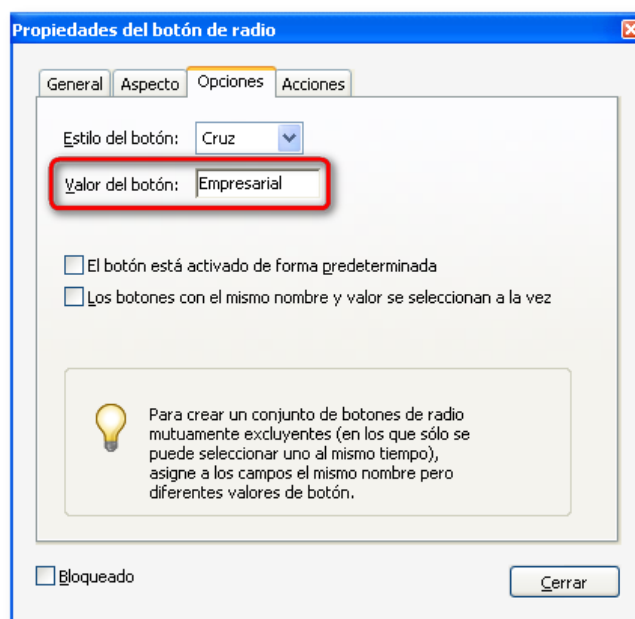 Propiedades del botón de radio
General Aspecto Opciones Acciones
Estilo del botón: Cruz
Valor del botón: Empresarial
El botón está activado de forma predeterminada
Los botones con el mismo nombre y valor se seleccionan a la vez
Para crear un conjunto de botones de radio
mutuamente excluyentes (en los que sólo se
puede seleccionar uno al mismo tiempo),
asigne a los campos el mismo nombre pero
diferentes valores de botón.
Bloqueado
Cerrar